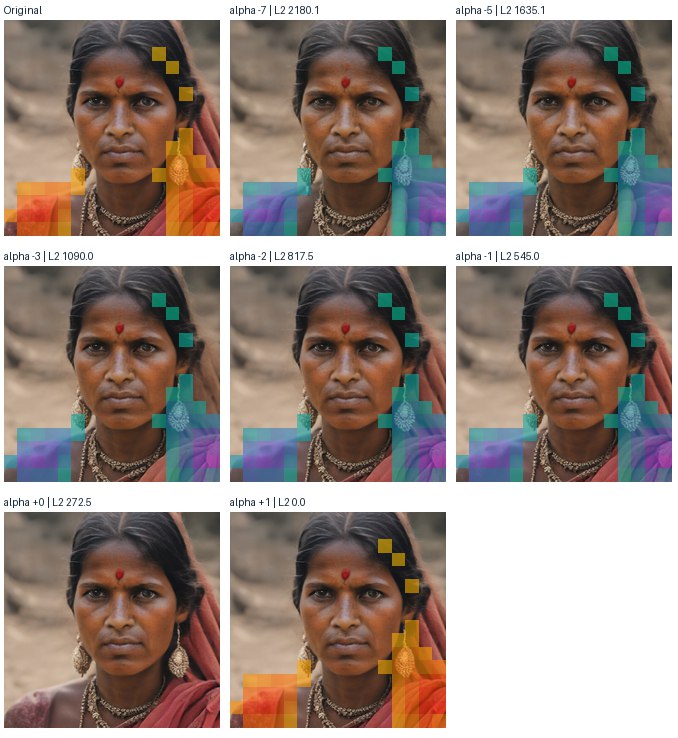 Original
alpha -7 | L2 2180.1
alpha -5 | L2 1635.1
alpha -3 | L2 1090.0
alpha -2 | L2 817.5
alpha -1 | L2 545.0
alpha +0 | L2 272.5
alpha +1 | L2 0.0